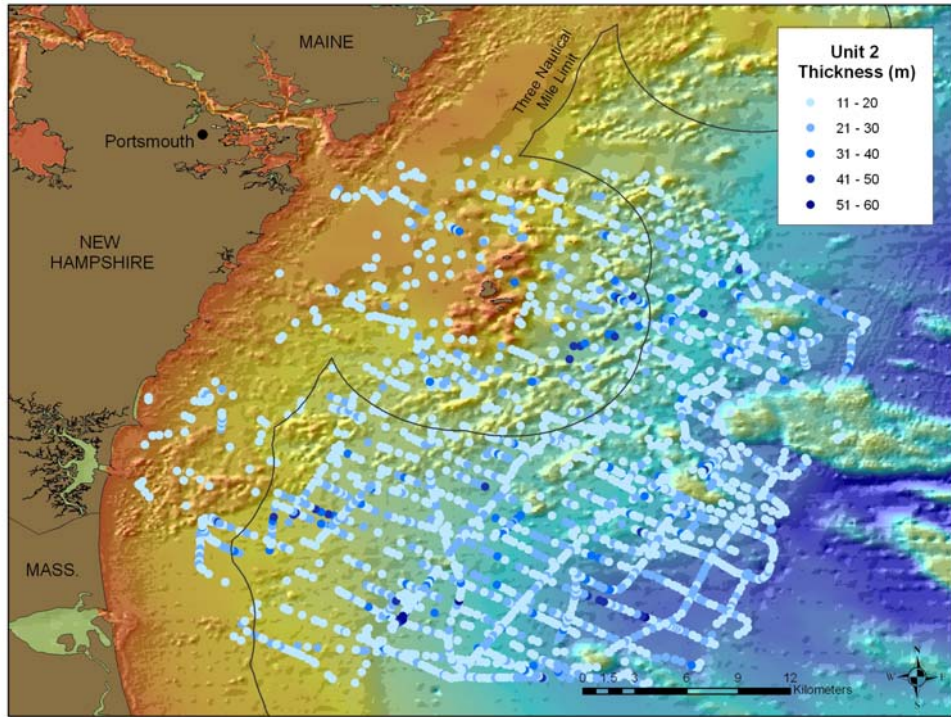 MAINE
Portsmouth
Three Nautical
Mile Limit
NEW
HAMPSHIRE
MASS.
Unit 2
Thickness (m)
11 - 20
21 - 30
31 - 40
41 - 50
51 - 60
0 1.5 3 6 9 12
Kilometers
N
W E
S